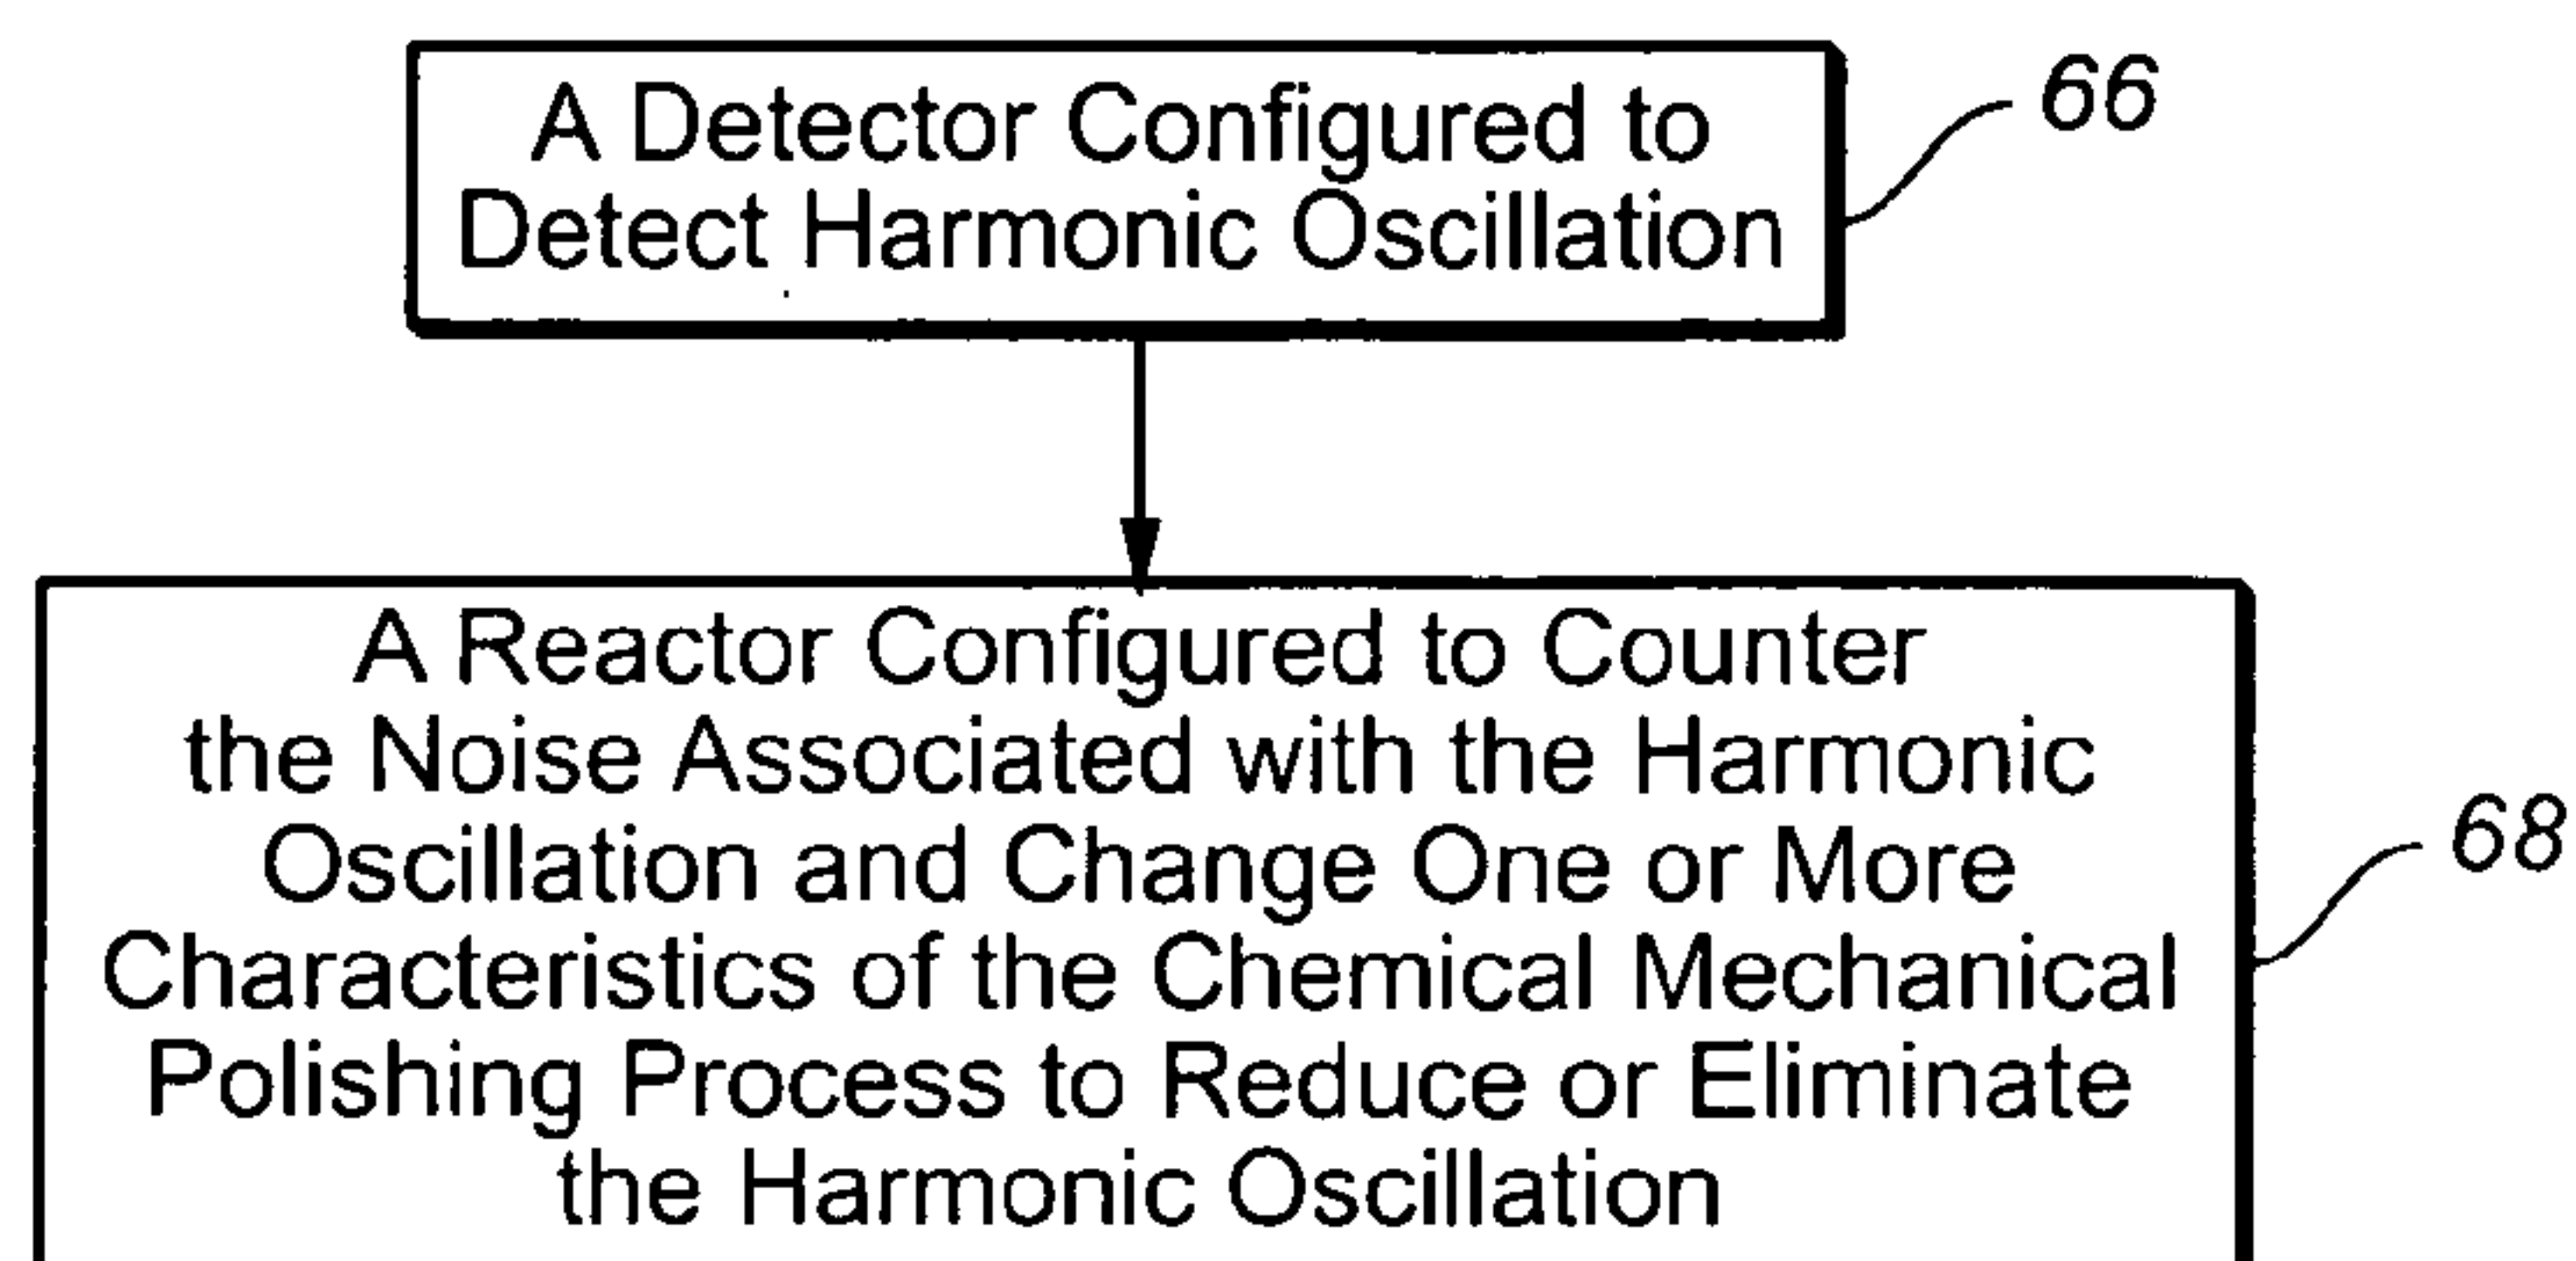 A Detector Configured to
Detect Harmonic Oscillation
66
A Reactor Configured to Counter
the Noise Associated with the Harmonic
Oscillation and Change One or More
Characteristics of the Chemical Mechanical
Polishing Process to Reduce or Eliminate
the Harmonic Oscillation
68